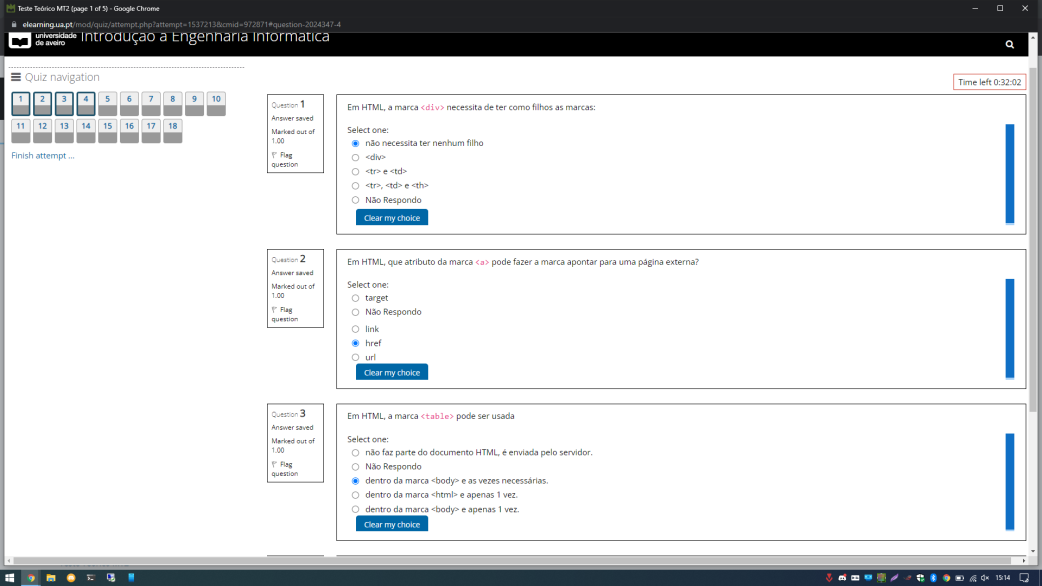 Teste Teórico MT2 (page 1 of 5) - Google Chrome
elearning.ua.pt/mod/quiz/attempt.php?attempt=1537213&cmid=972871#question-2024347-4
universidade
de aveiro
Introdução à Engenharia Informática
Quiz navigation
Time left 0:32:02
1 2 3 4 5 6 7 8 9 10
11 12 13 14 15 16 17 18
Finish attempt ...
Question 1
Answer saved
Marked out of
1.00
Flag
question
Em HTML, a marca <div> necessita de ter como filhos as marcas:
Select one:
não necessita ter nenhum filho
<div>
<tr> e <td>
<tr>, <td> e <th>
Não Respondo
Clear my choice
Question 2
Answer saved
Marked out of
1.00
Flag
question
Em HTML, que atributo da marca <a> pode fazer a marca apontar para uma página externa?
Select one:
target
Não Respondo
link
href
url
Clear my choice
Question 3
Answer saved
Marked out of
1.00
Flag
question
Em HTML, a marca <table> pode ser usada
Select one:
não faz parte do documento HTML, é enviada pelo servidor.
Não Respondo
dentro da marca <body> e as vezes necessárias.
dentro da marca <html> e apenas 1 vez.
dentro da marca <body> e apenas 1 vez.
Clear my choice
15:14